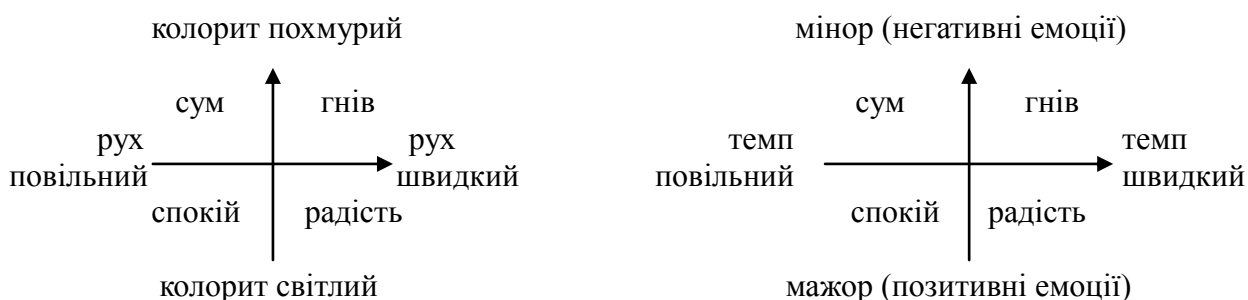 колорит похмурий
мінор (негативні емоції)
сум
гнів
сум
гнів
рух
повільний
рух
швидкий
темп
повільний
темп
швидкий
спокій
радість
спокій
радість
колорит світлий
мажор (позитивні емоції)